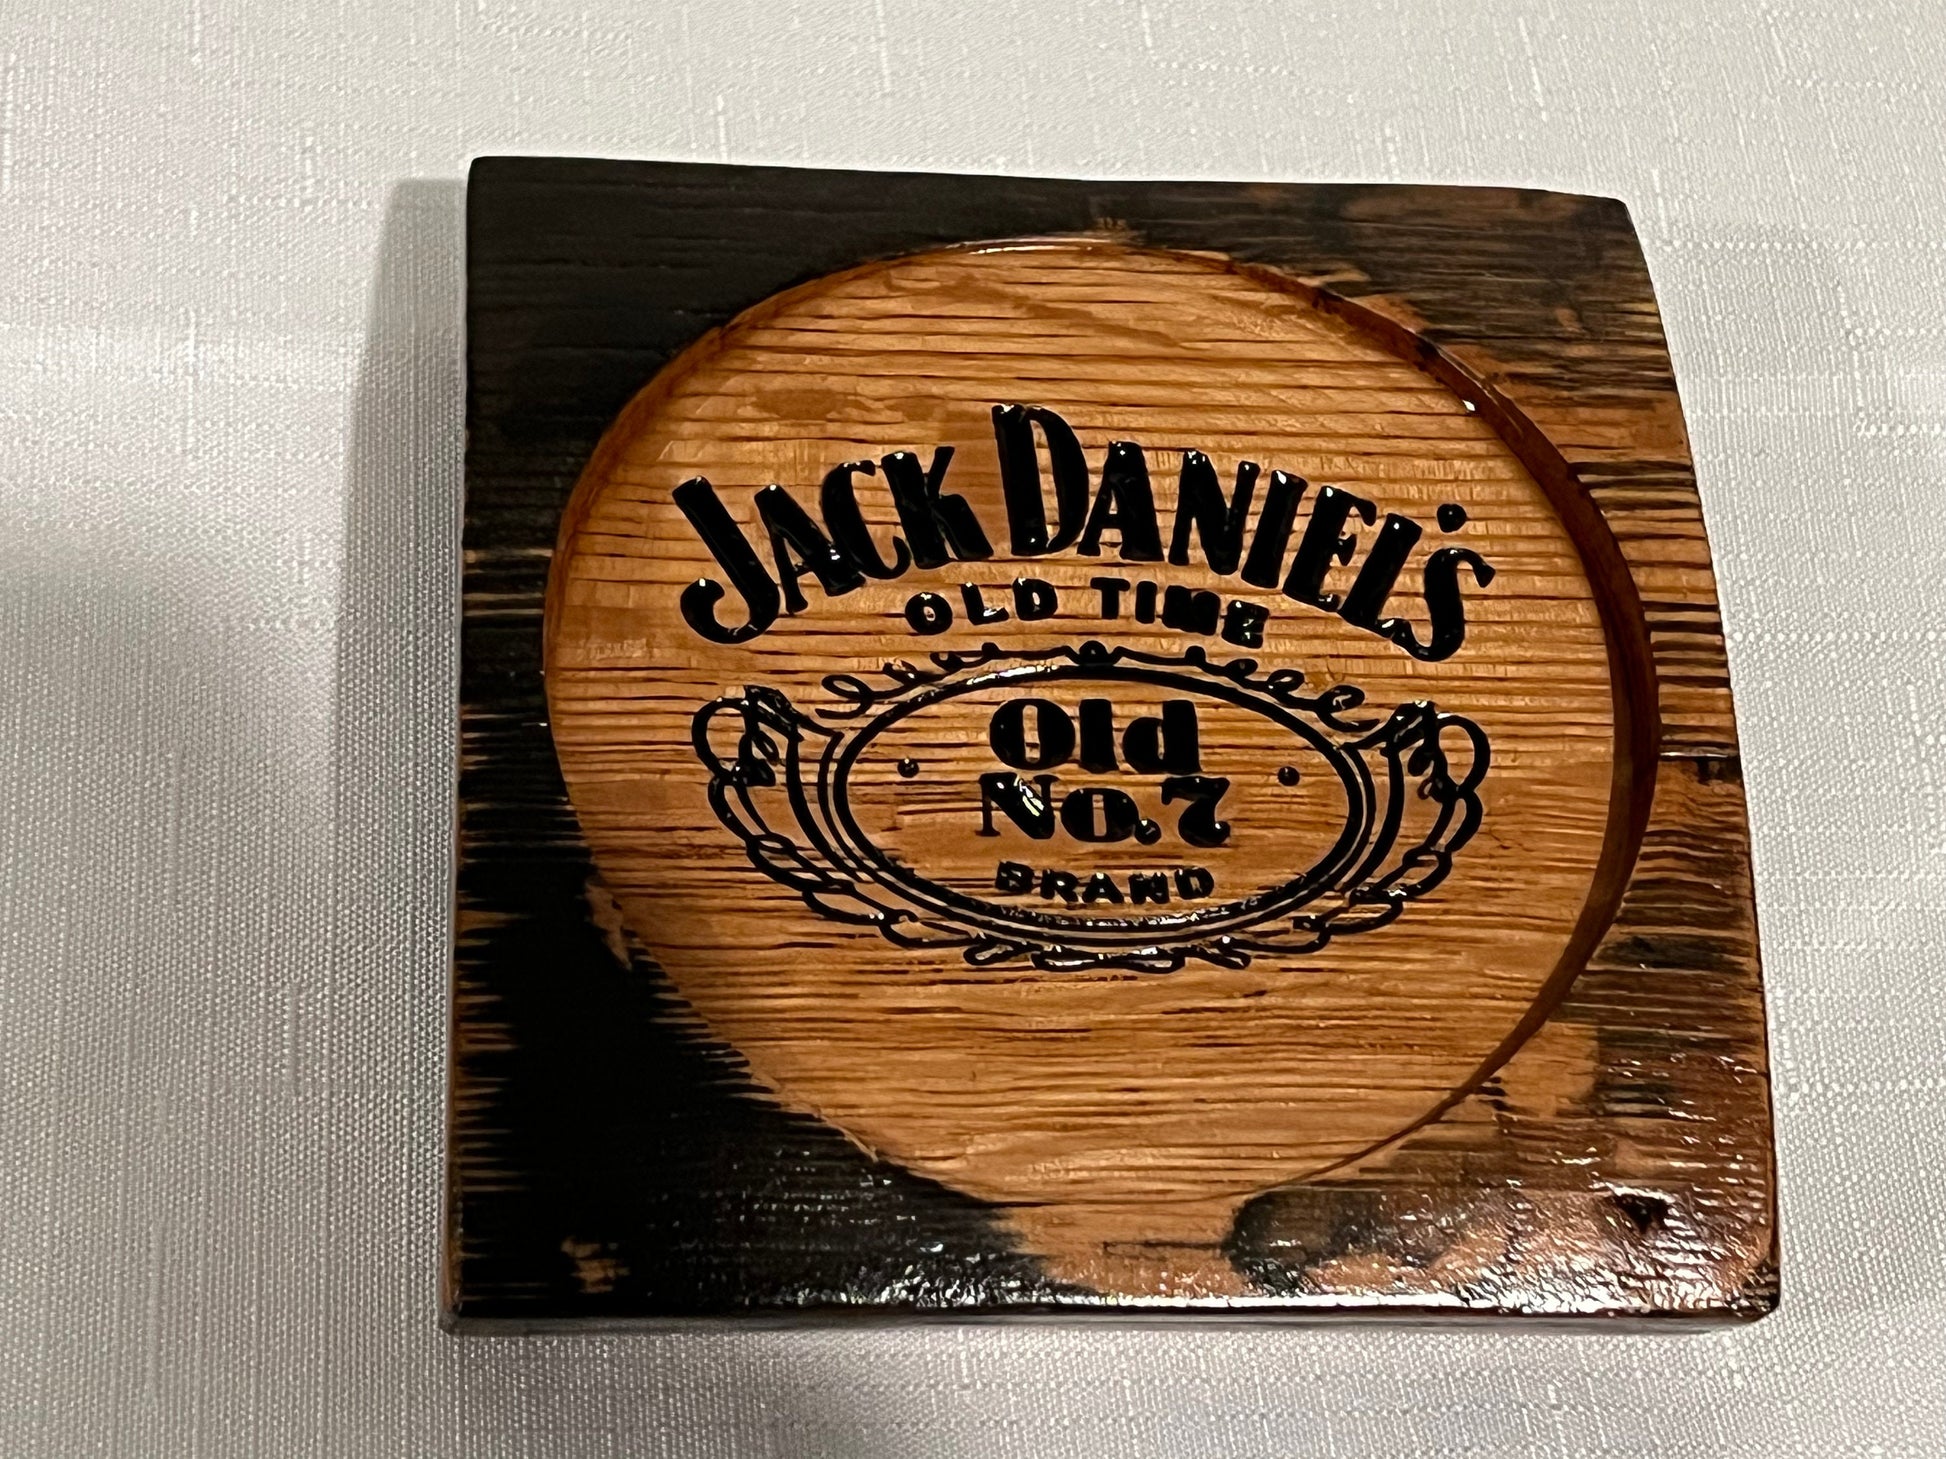 JACK DANIEL'S
OLD TIME
Old
No.7
BRAND